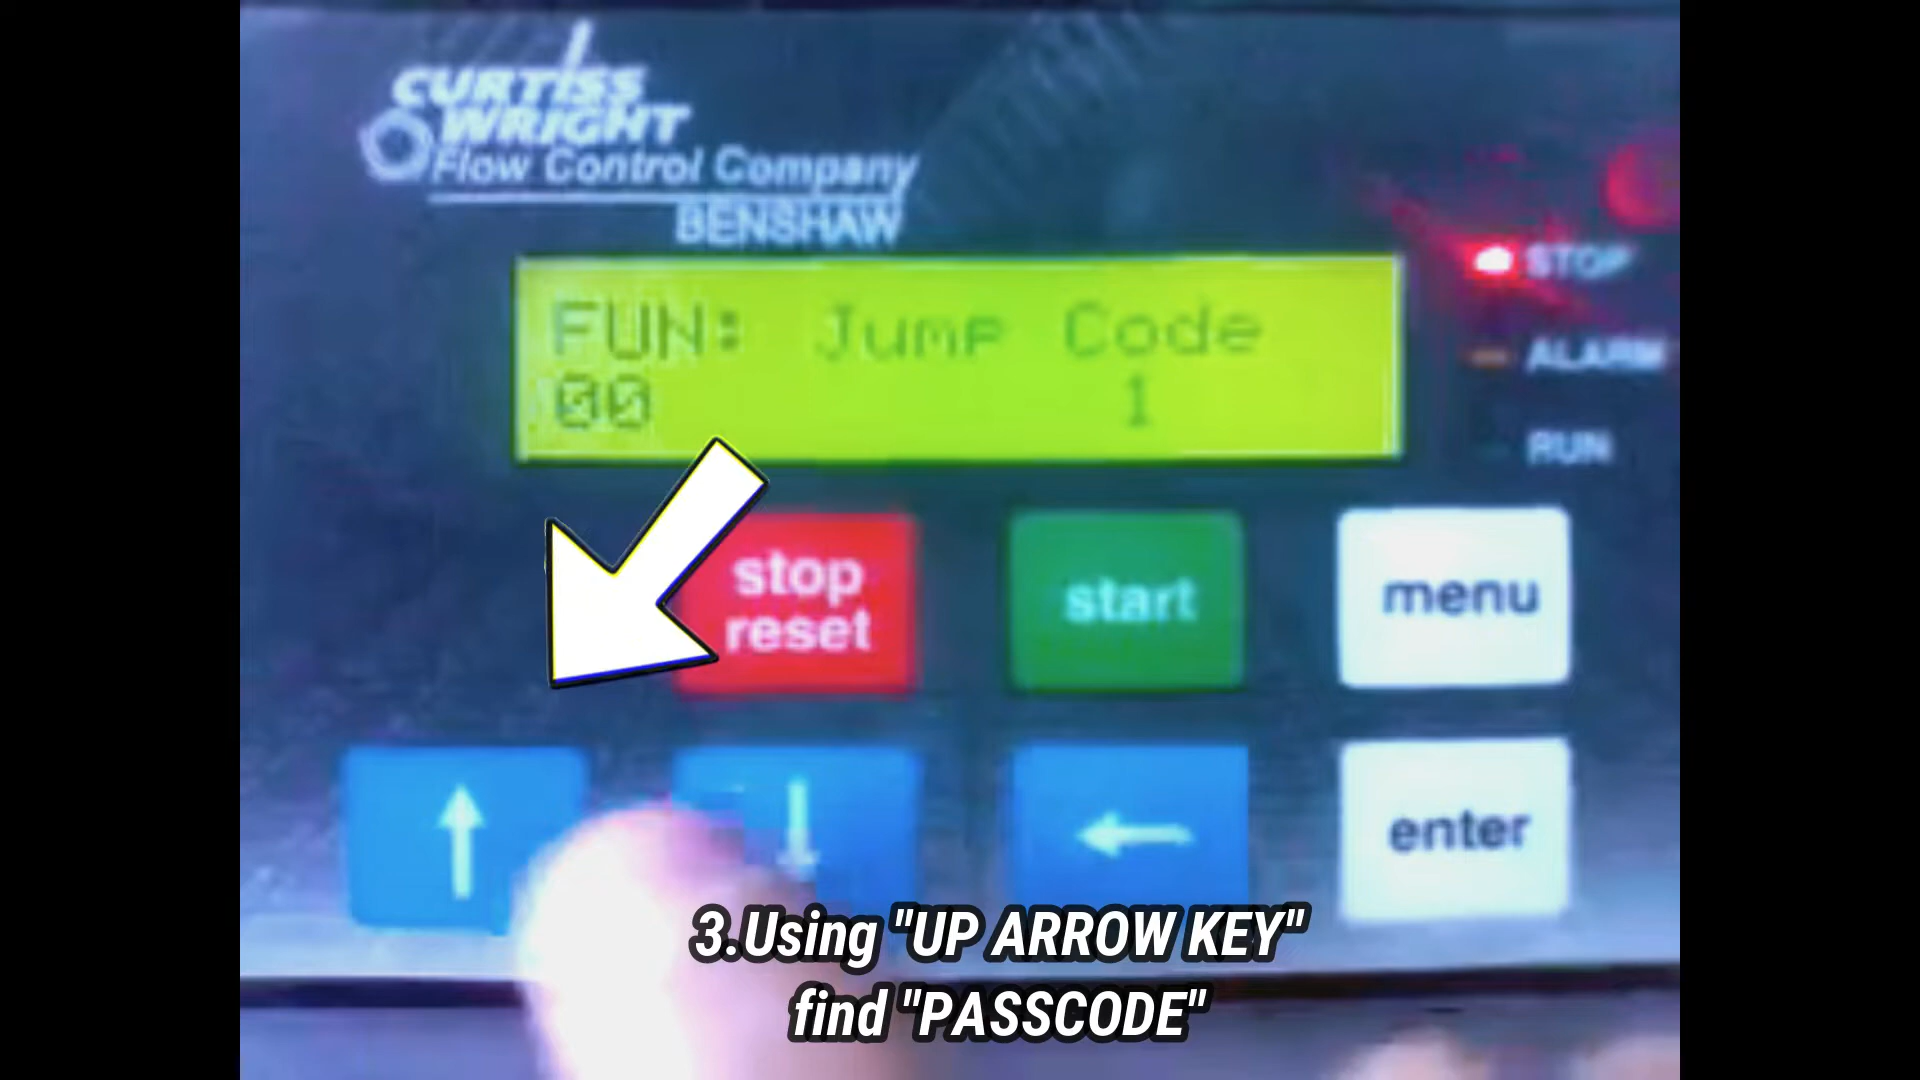 CURTISS
WRIGHT
Flow Control Company
BENSHAW
FUN: Jump Code
00 1
STOP
ALARM
RUN
stop
reset
start
menu
enter
3.Using "UP ARROW KEY"
find "PASSCODE"